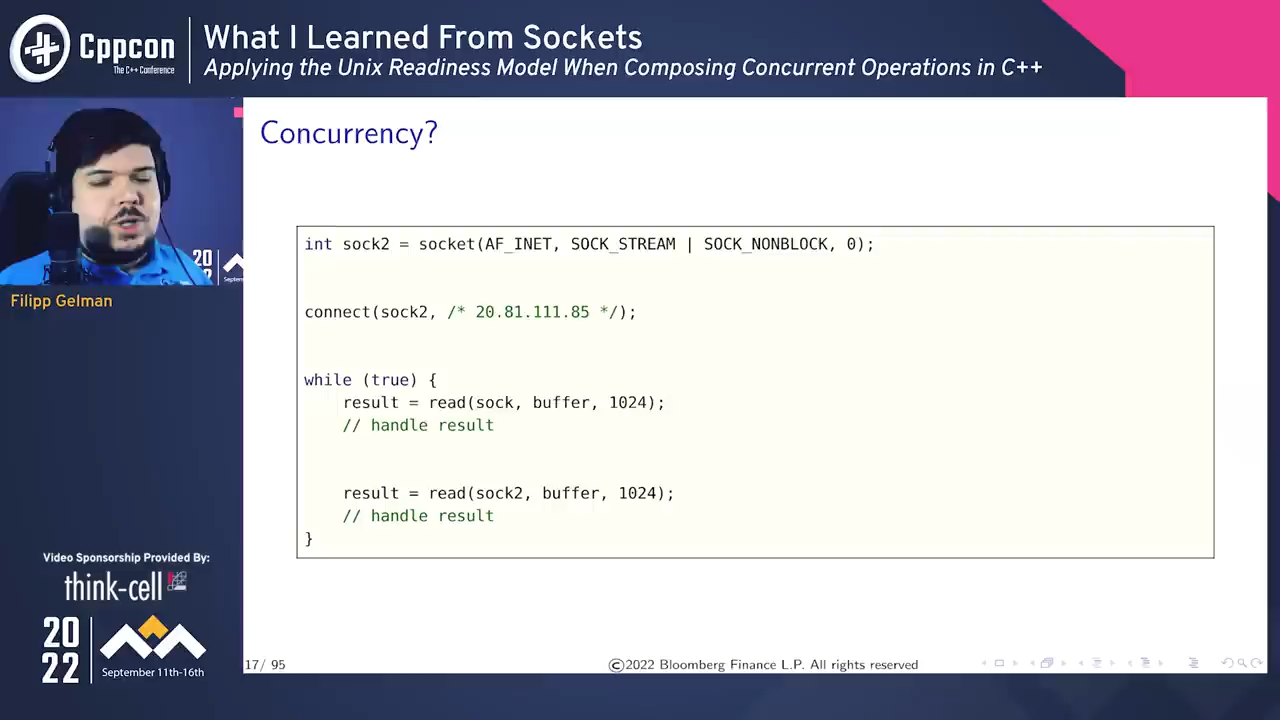 Cppcon
The C++ Conference
What I Learned From Sockets
Applying the Unix Readiness Model When Composing Concurrent Operations in C++
Filipp Gelman
Concurrency?
int sock2 = socket(AF_INET, SOCK_STREAM | SOCK_NONBLOCK, 0);
connect(sock2, /* 20.81.111.85 */);
while (true) {
result = read(sock, buffer, 1024);
// handle result
result = read(sock2, buffer, 1024);
// handle result
}
Video Sponsorship Provided By:
think-cell
20
22
September 11th-16th
17/ 95
©2022 Bloomberg Finance L.P. All rights reserved